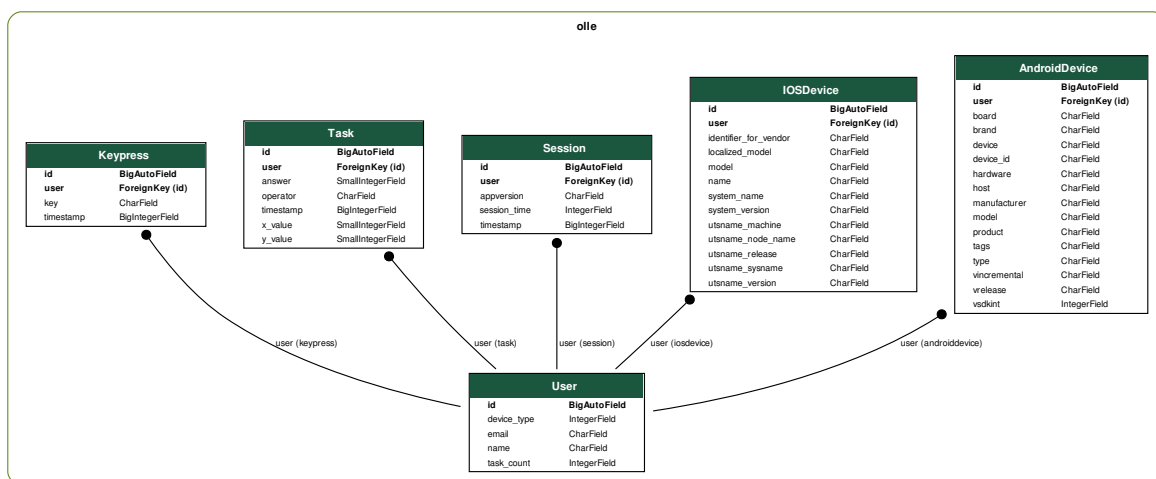 olle
Keypress
id BigAutoField
user ForeignKey (id)
key CharField
timestamp BigIntegerField
Task
id BigAutoField
user ForeignKey (id)
answer SmallIntegerField
operator CharField
timestamp BigIntegerField
x_value SmallIntegerField
y_value SmallIntegerField
Session
id BigAutoField
user ForeignKey (id)
appversion CharField
session_time IntegerField
timestamp BigIntegerField
IOSDevice
id BigAutoField
user ForeignKey (id)
identifier_for_vendor CharField
localized_model CharField
model CharField
name CharField
system_name CharField
system_version CharField
utsname_machine CharField
utsname_node_name CharField
utsname_release CharField
utsname_sysname CharField
utsname_version CharField
AndroidDevice
id BigAutoField
user ForeignKey (id)
board CharField
brand CharField
device CharField
device_id CharField
hardware CharField
host CharField
manufacturer CharField
model CharField
product CharField
tags CharField
type CharField
vincremental CharField
vrelease CharField
vsdkint IntegerField
user (keypress)
user (task)
user (session)
user (iosdevice)
user (androiddevice)
User
id BigAutoField
device_type IntegerField
email CharField
name CharField
task_count IntegerField